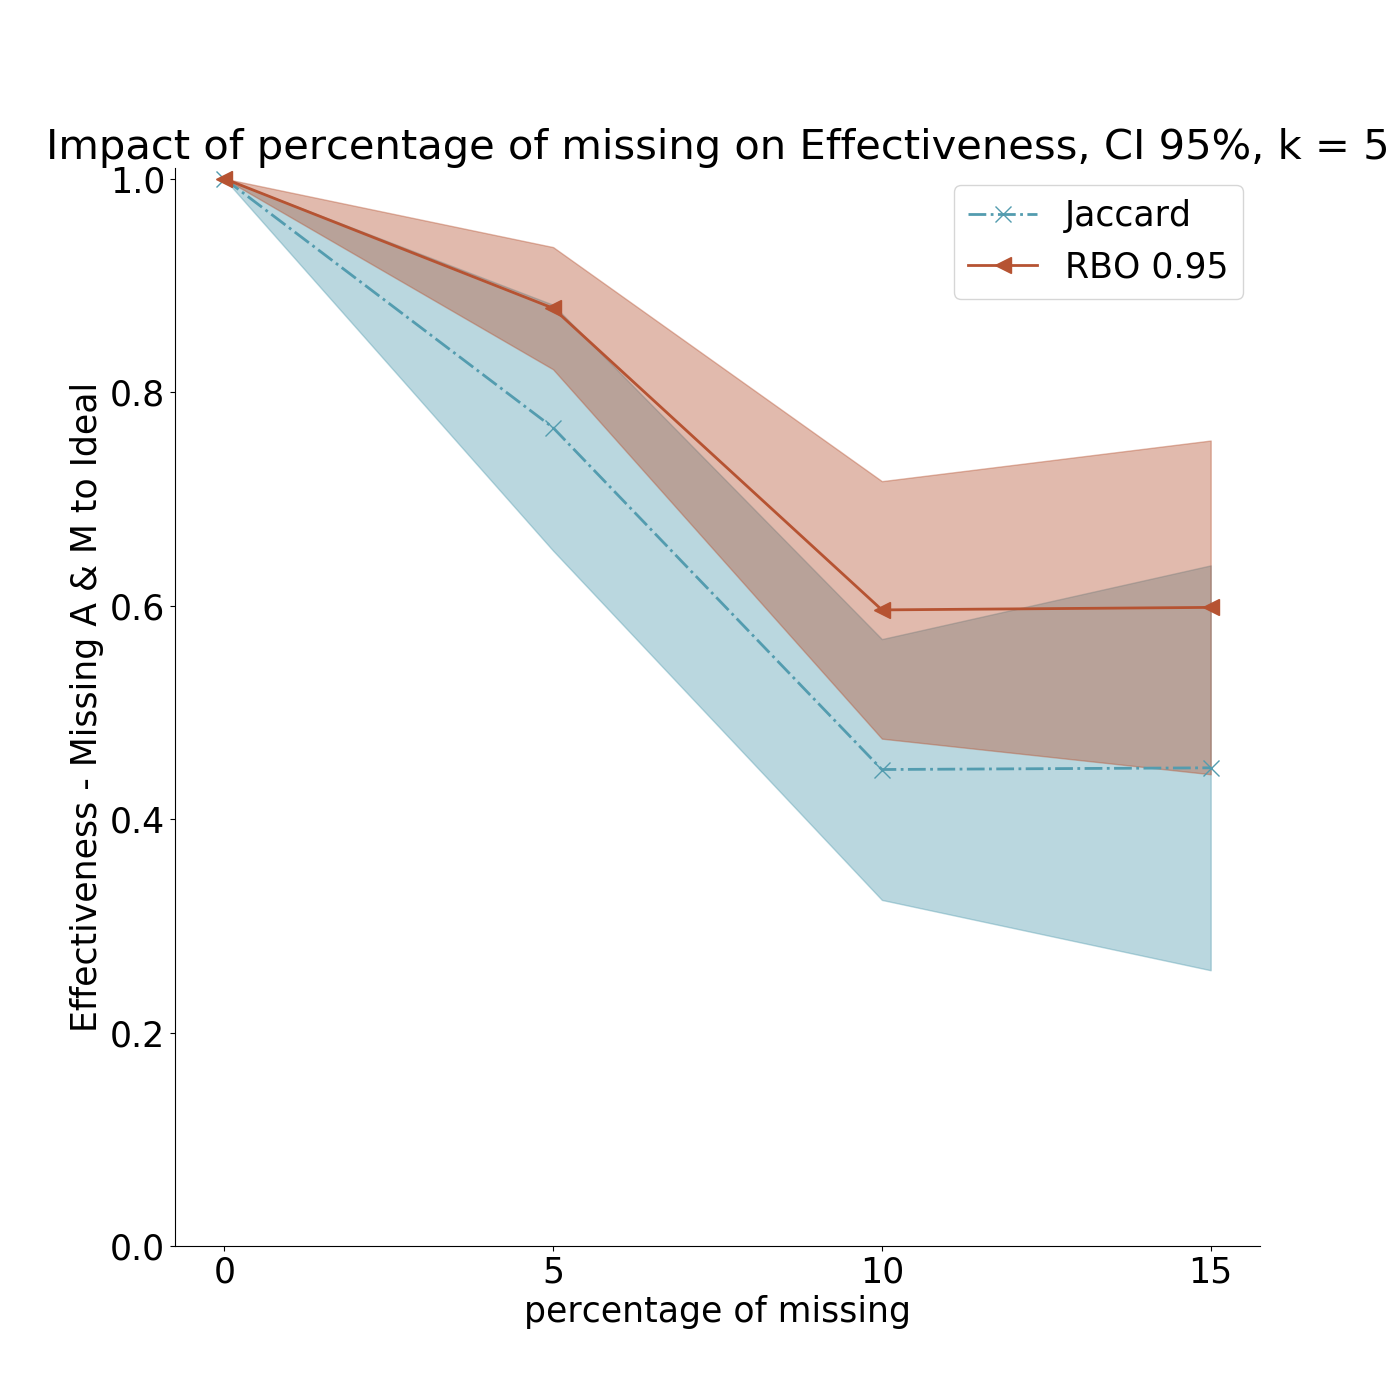 Impact of percentage of missing on Effectiveness, CI 95%, k = 5
Jaccard
RBO 0.95
Effectiveness - Missing A & M to Ideal
1.0
0.8
0.6
0.4
0.2
0.0
0 5 10 15
percentage of missing